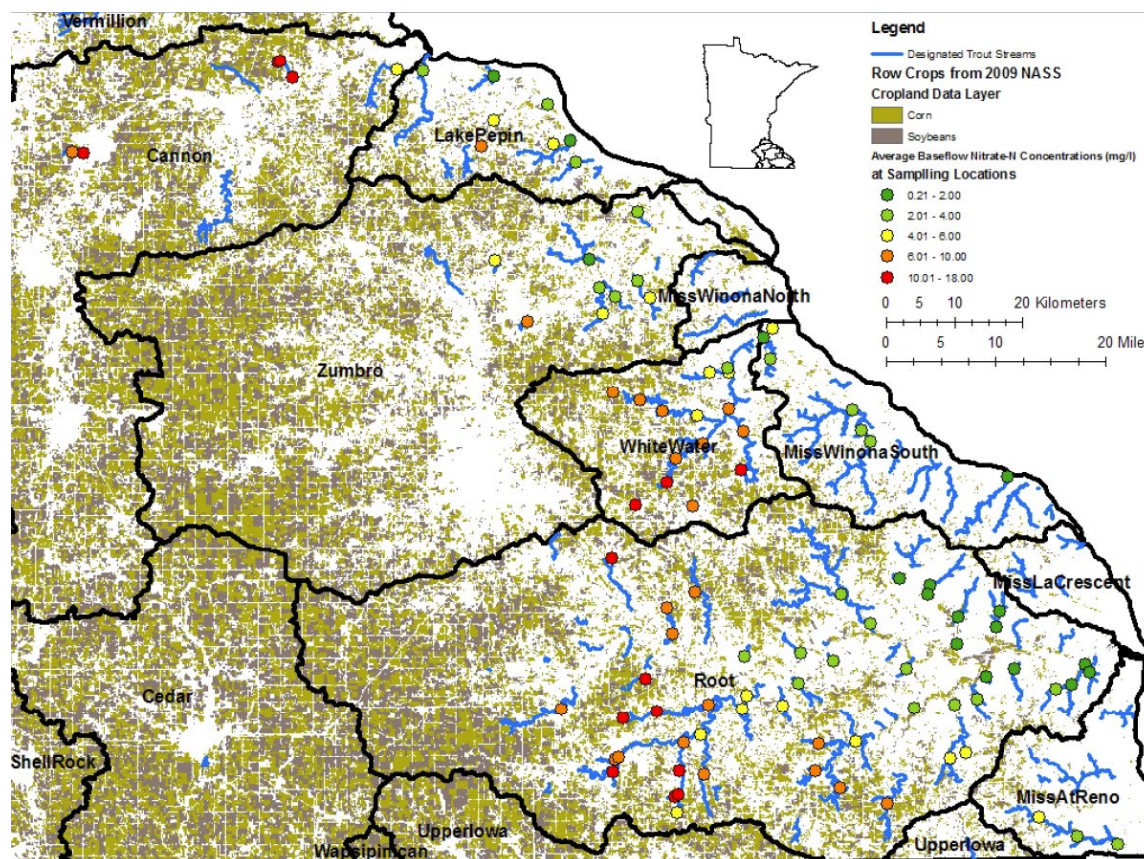 Vermillion
Legend
Designated Trout Streams
Row Crops from 2009 NASS
Cropland Data Layer
Corn
Soybeans
Average Baseflow Nitrate-N Concentrations (mg/l)
at Samplling Locations
0.21 - 2.00
2.01 - 4.00
4.01 - 6.00
6.01 - 10.00
10.01 - 18.00
0 5 10 20 Kilometers
0 5 10 20 Mile
LakePepin
Cannon
MissWinonaNorth
Zumbro
WhiteWater
MissWinonaSouth
MissLaCrescent
Root
Cedar
ShellRock
MissAtReno
UpperIowa
UpperIowa
Wapsipinican